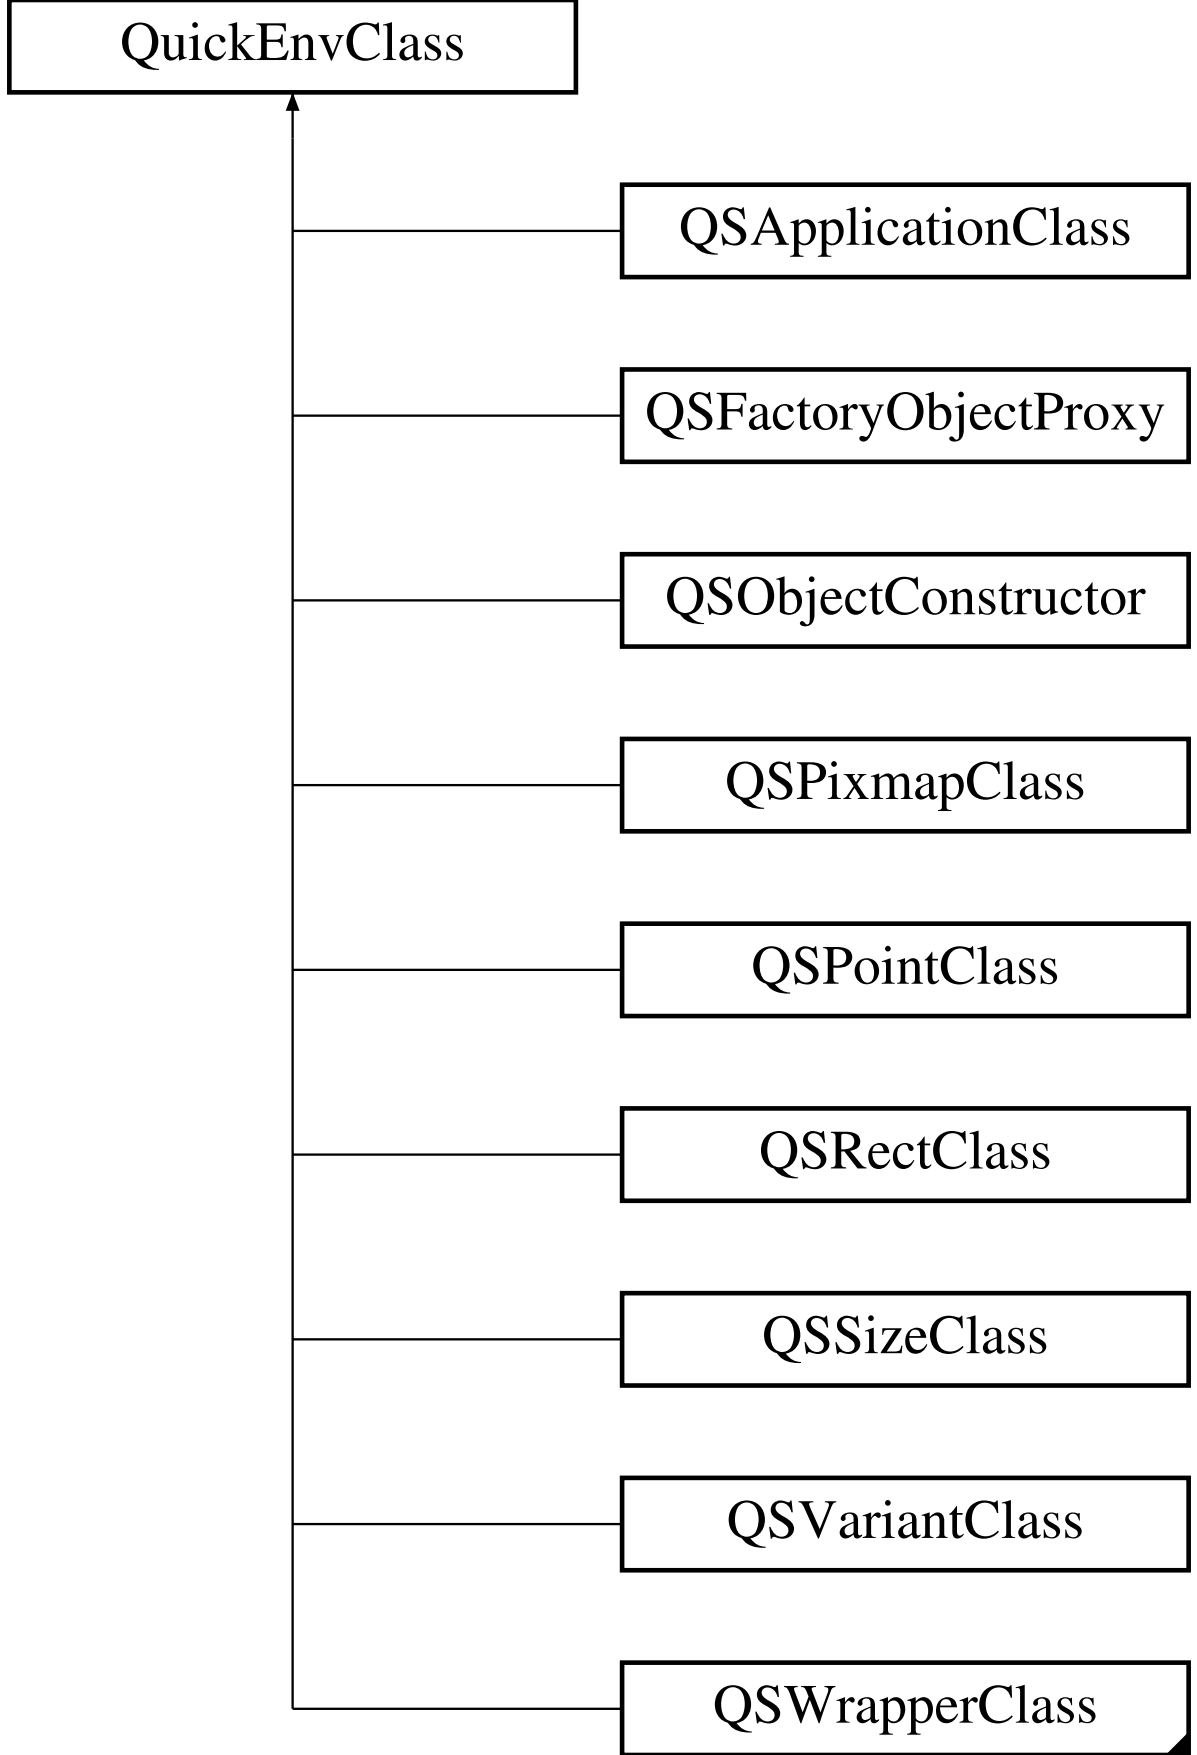 QuickEnvClass
QSApplicationClass
QSFactoryObjectProxy
QSObjectConstructor
QSPixmapClass
QSPointClass
QSRectClass
QSSizeClass
QSVariantClass
QSWrapperClass